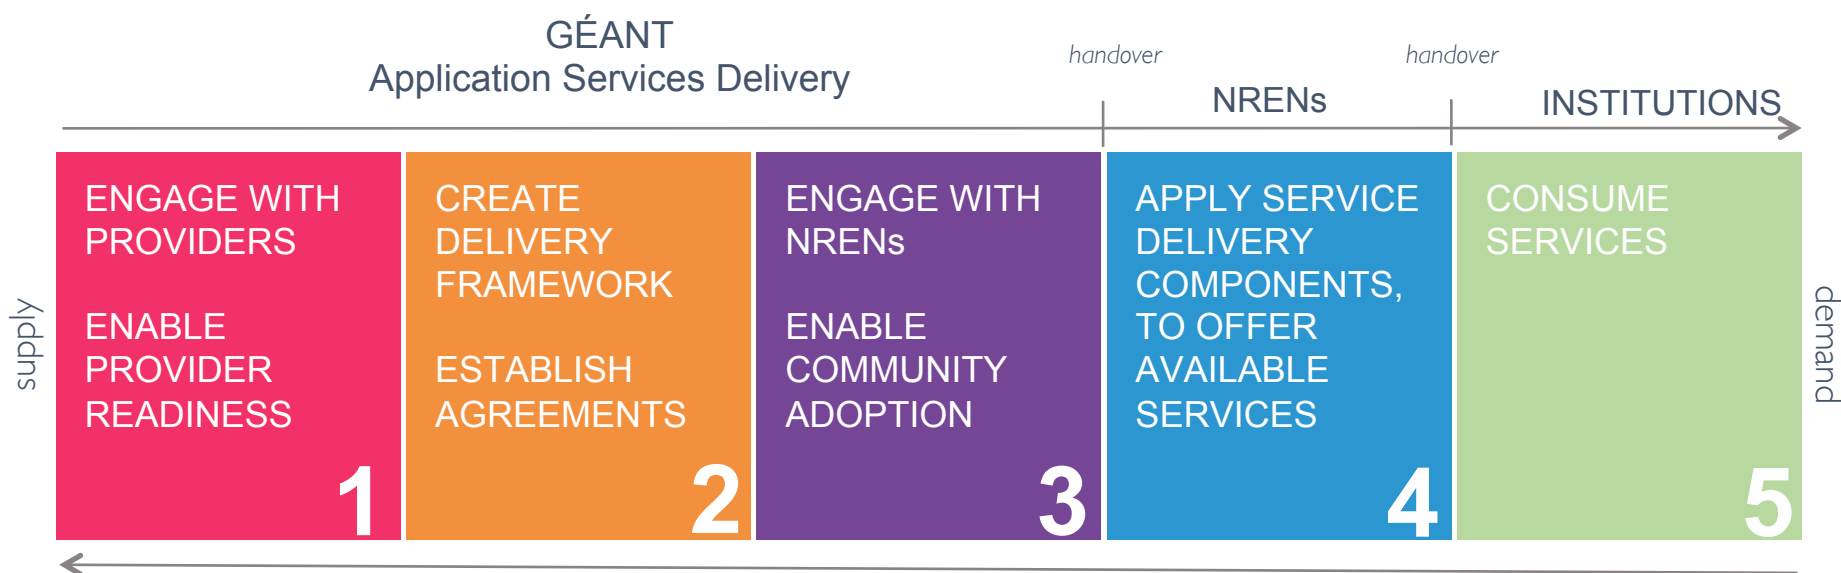 GÉANT
Application Services Delivery
handover
handover
NRENs
INSTITUTIONS
supply
ENGAGE WITH
PROVIDERS
ENABLE
PROVIDER
READINESS
1
CREATE
DELIVERY
FRAMEWORK
ESTABLISH
AGREEMENTS
2
ENGAGE WITH
NRENs
ENABLE
COMMUNITY
ADOPTION
3
APPLY SERVICE
DELIVERY
COMPONENTS,
TO OFFER
AVAILABLE
SERVICES
4
CONSUME
SERVICES
5
demand